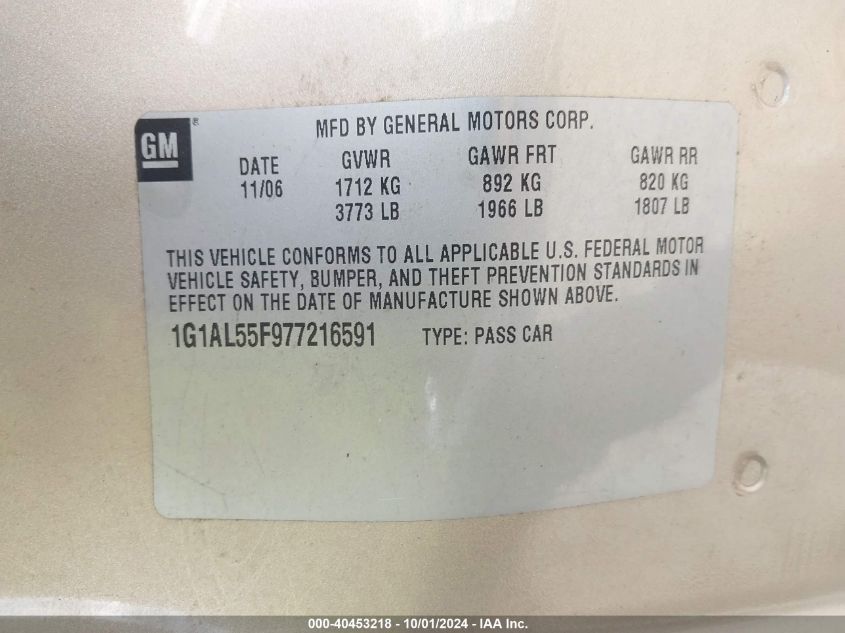 GM ®
MFD BY GENERAL MOTORS CORP.
DATE GVWR GAWR FRT GAWR RR
11/06 1712 KG 892 KG 820 KG
3773 LB 1966 LB 1807 LB
THIS VEHICLE CONFORMS TO ALL APPLICABLE U.S. FEDERAL MOTOR
VEHICLE SAFETY, BUMPER, AND THEFT PREVENTION STANDARDS IN
EFFECT ON THE DATE OF MANUFACTURE SHOWN ABOVE.
1G1AL55F977216591 TYPE: PASS CAR
000-40453218 - 10/01/2024 - IAA Inc.